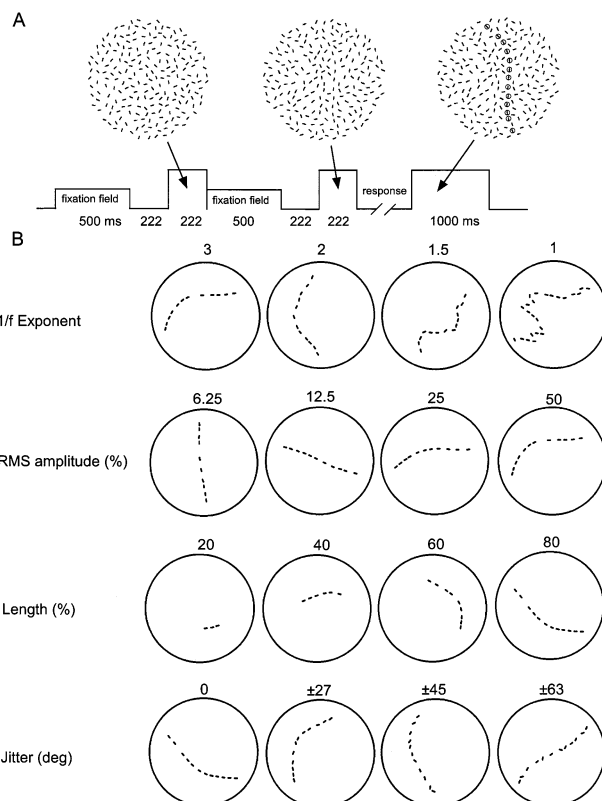 A
fixation field
fixation field
response
500 ms 222 222 500 222 222 1000 ms
B
3 2 1.5 1
1/f Exponent
6.25 12.5 25 50
RMS amplitude (%)
20 40 60 80
Length (%)
0 ±27 ±45 ±63
Jitter (deg)